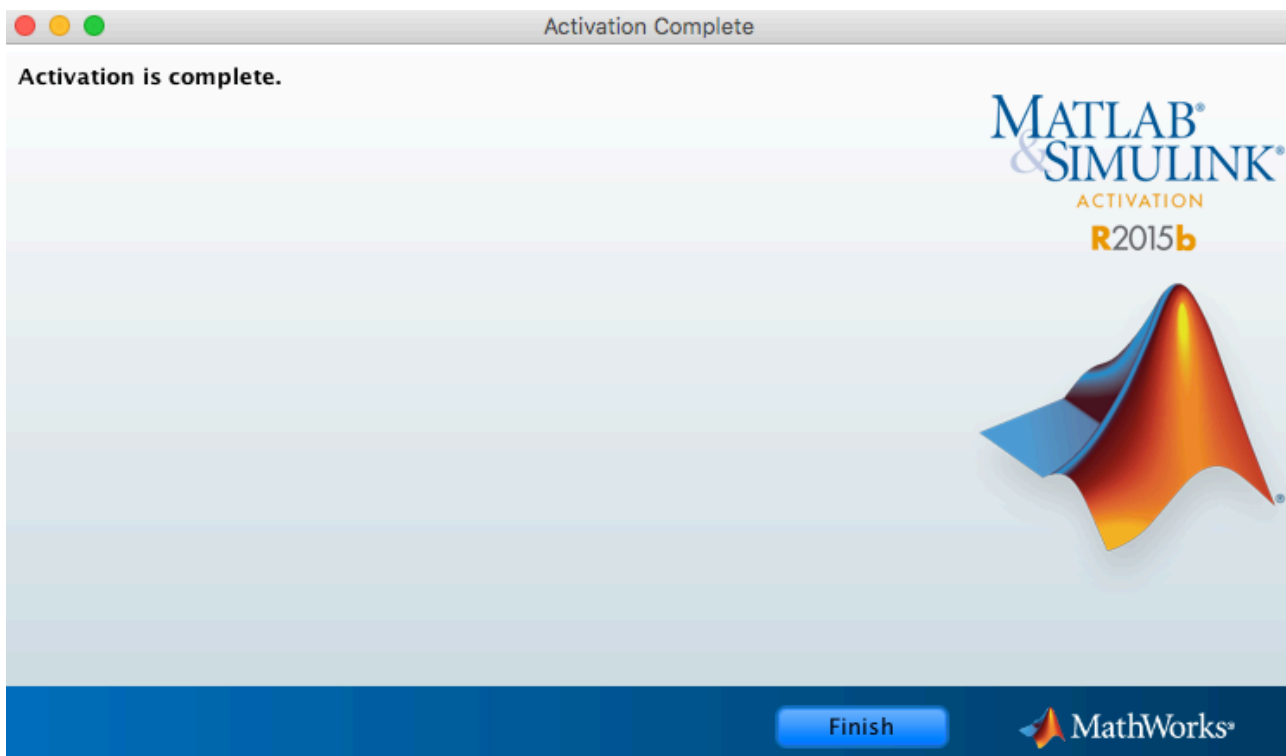 Activation Complete
Activation is complete.
MATLAB®
&SIMULINK®
ACTIVATION
R2015b
®
Finish
MathWorks®